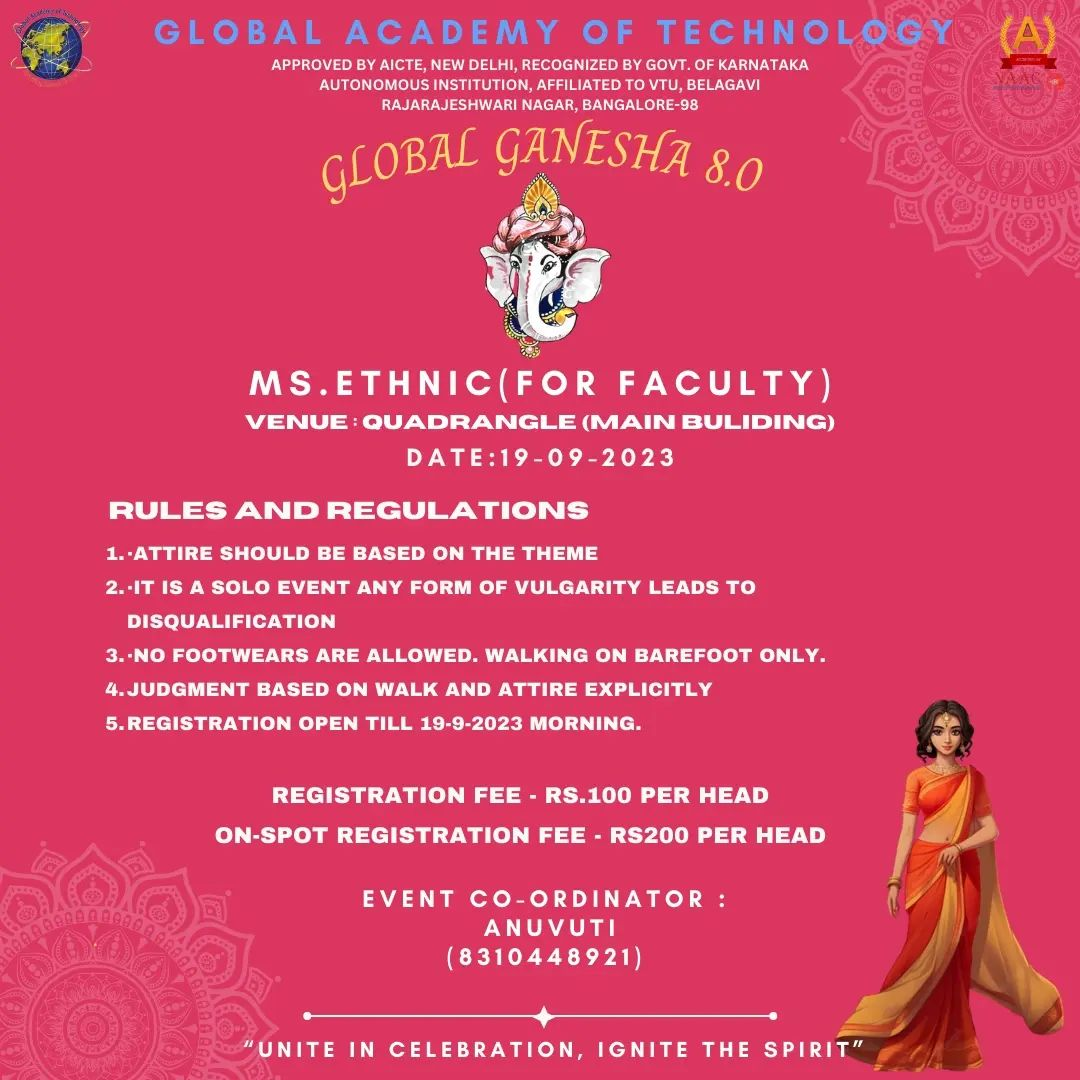 GLOBAL ACADEMY OF TECHNOLOGY
APPROVED BY AICTE, NEW DELHI, RECOGNIZED BY GOVT. OF KARNATAKA
AUTONOMOUS INSTITUTION, AFFILIATED TO VTU, BELAGAVI
RAJARAJESHWARI NAGAR, BANGALORE-98
A
NAAC
GLOBAL GANESHA 8.0
MS.ETHNIC(FOR FACULTY)
VENUE : QUADRANGLE (MAIN BULIDING)
DATE:19-09-2023
RULES AND REGULATIONS
1. ·ATTIRE SHOULD BE BASED ON THE THEME
2. ·IT IS A SOLO EVENT ANY FORM OF VULGARITY LEADS TO
DISQUALIFICATION
3. ·NO FOOTWEARS ARE ALLOWED. WALKING ON BAREFOOT ONLY.
4. JUDGMENT BASED ON WALK AND ATTIRE EXPLICITLY
5. REGISTRATION OPEN TILL 19-9-2023 MORNING.
REGISTRATION FEE - RS.100 PER HEAD
ON-SPOT REGISTRATION FEE - RS200 PER HEAD
EVENT CO-ORDINATOR :
ANUVUTI
(8310448921)
“UNITE IN CELEBRATION, IGNITE THE SPIRIT”